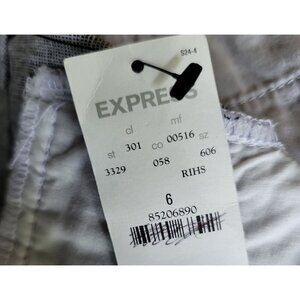 S24-4
EXPRESS
cl mf
st 301 co 00516 sz
3329 058 606
RIHS
6
85206890